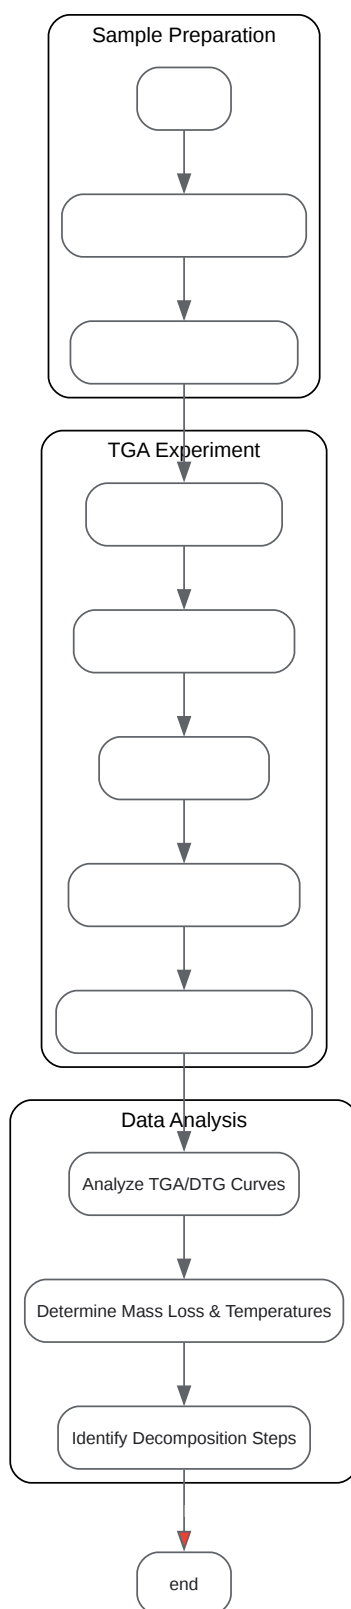 Sample Preparation
TGA Experiment
Data Analysis
Analyze TGA/DTG Curves
Determine Mass Loss & Temperatures
Identify Decomposition Steps
end